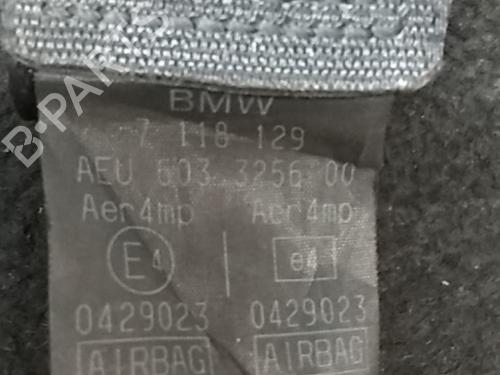 B-PARTS
BMW
7 118 129
AEU 603 3256 00
Aer4mp Aer4mp
E4 e4
0429023 0429023
AIRBAG AIRBAG